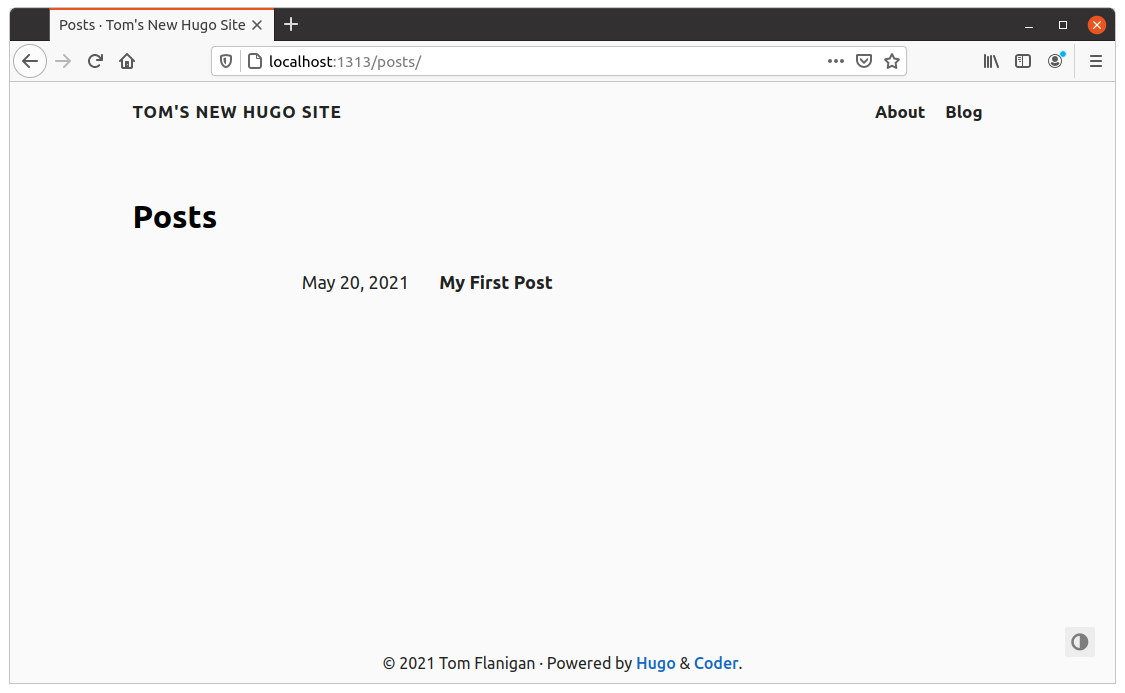 Posts · Tom's New Hugo Site
localhost:1313/posts/
TOM'S NEW HUGO SITE
About Blog
Posts
May 20, 2021 My First Post
© 2021 Tom Flanigan · Powered by Hugo & Coder.